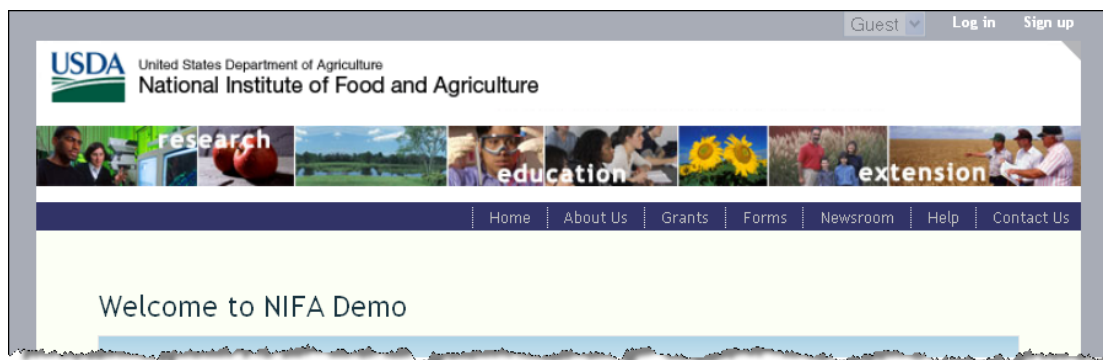 Guest Log in Sign up
USDA
United States Department of Agriculture
National Institute of Food and Agriculture
research education extension
Home About Us Grants Forms Newsroom Help Contact Us
Welcome to NIFA Demo